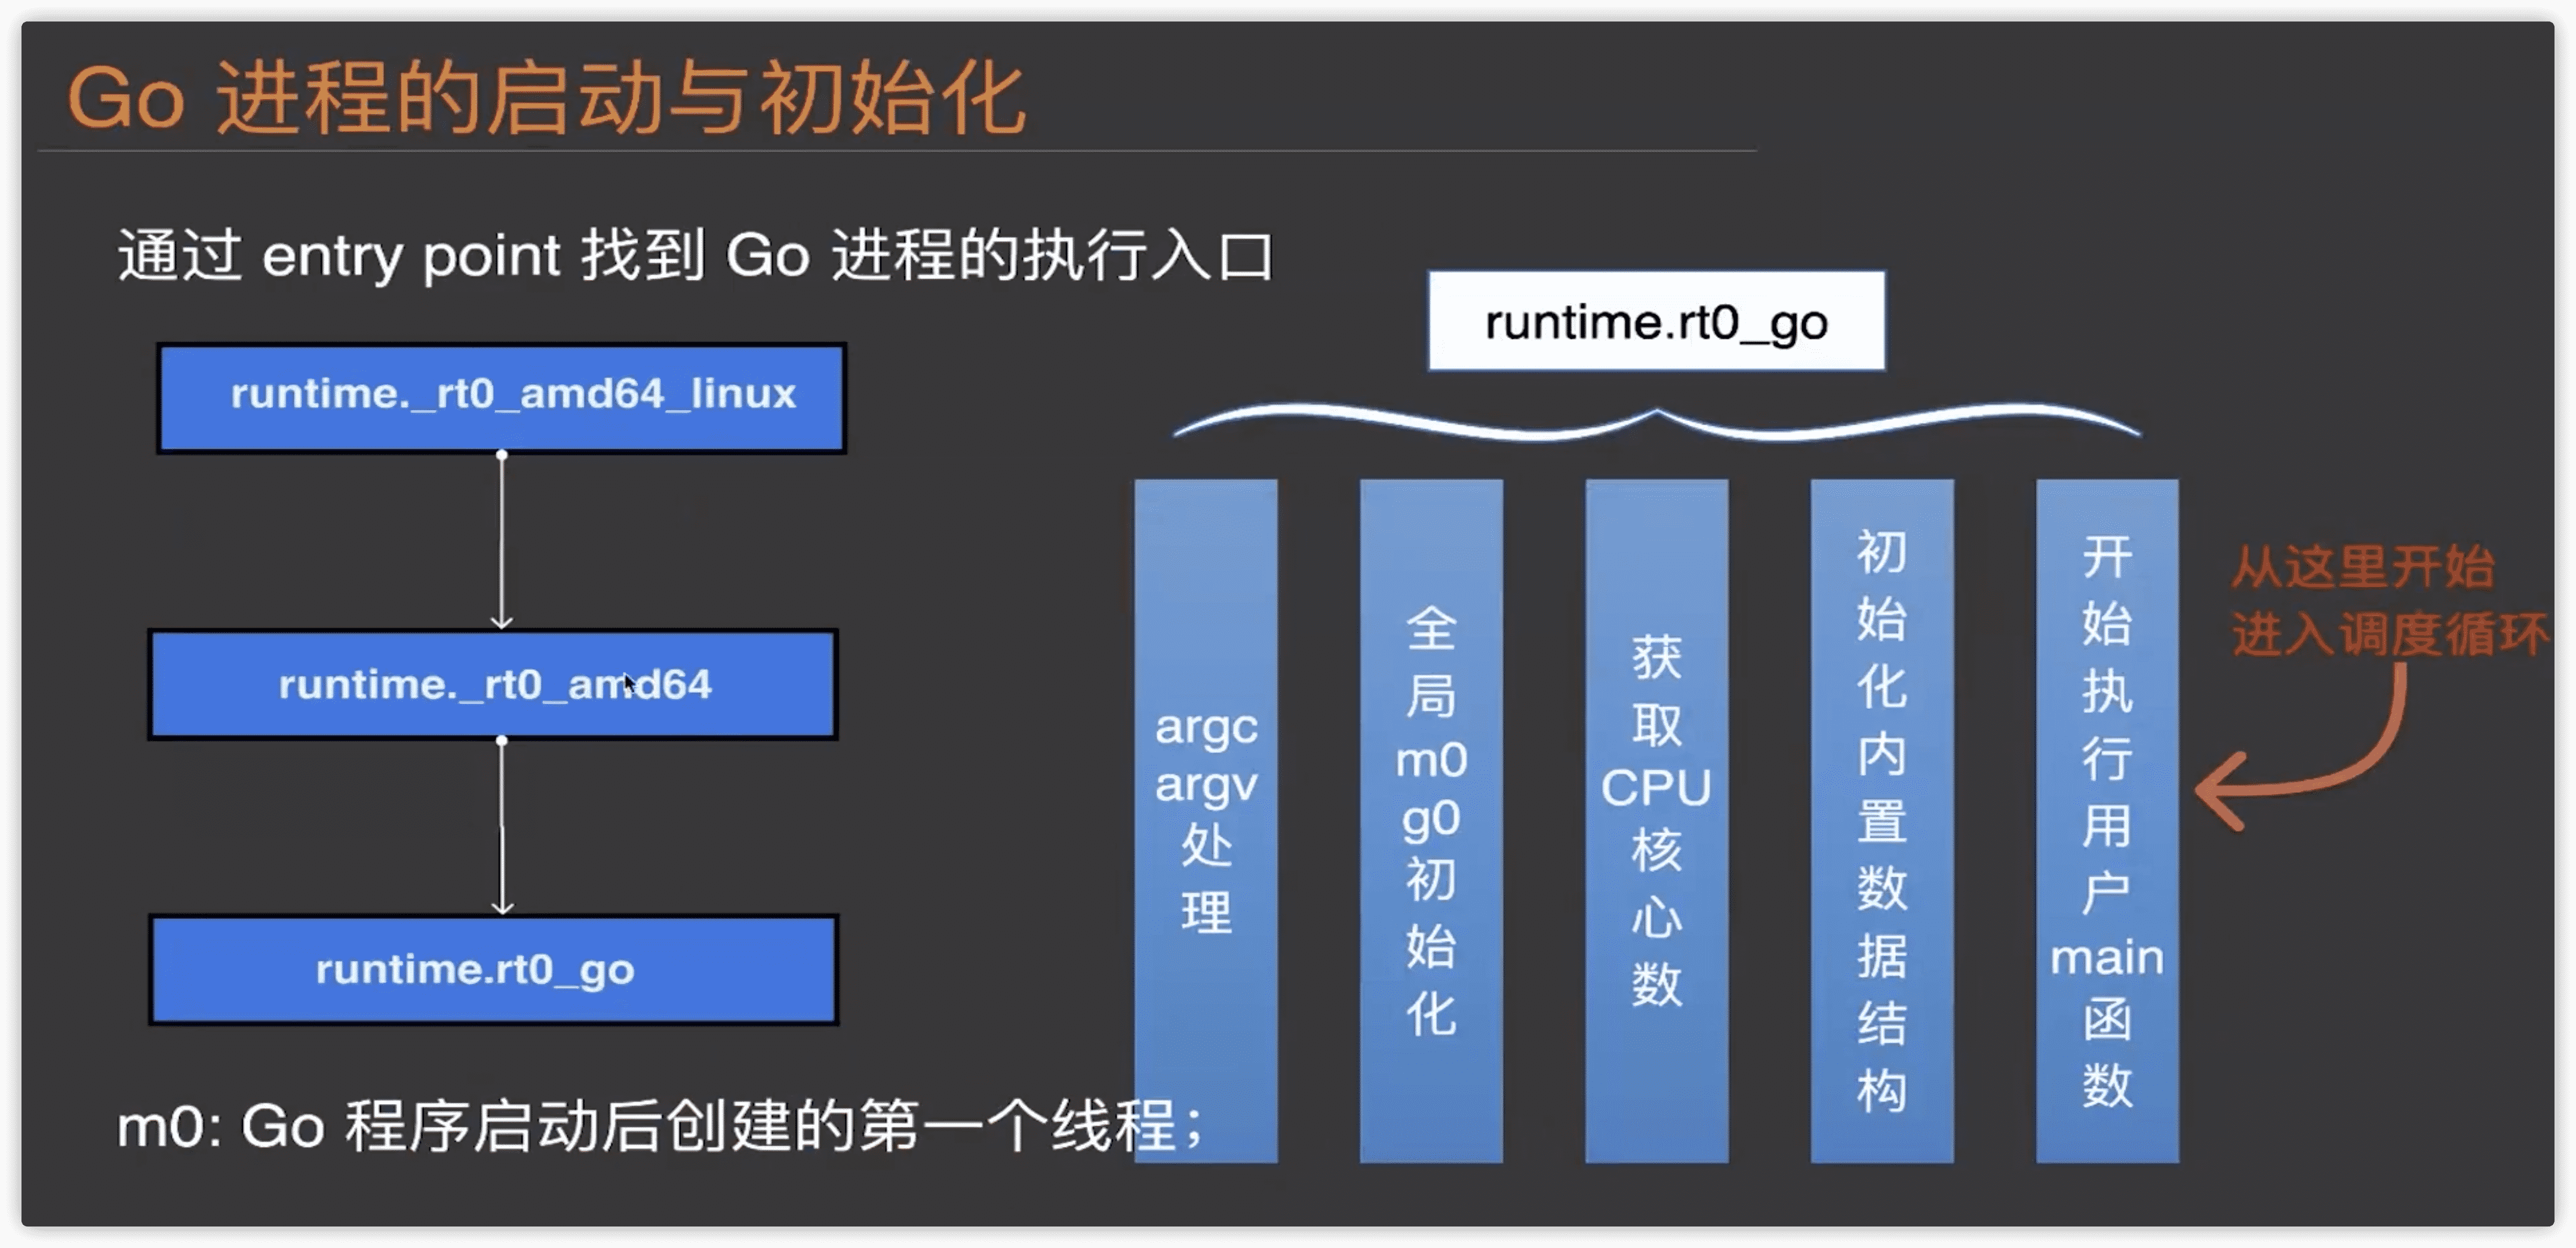 Go 进程的启动与初始化
通过 entry point 找到 Go 进程的执行入口
runtime._rt0_amd64_linux
runtime._rt0_amd64
runtime.rt0_go
m0: Go 程序启动后创建的第一个线程；
runtime.rt0_go
argc
argv
处
理
全
局
m0
g0
初
始
化
获
取
CPU
核
心
数
初
始
化
内
置
数
据
结
构
开
始
执
行
用
户
main
函
数
从这里开始
进入调度循环